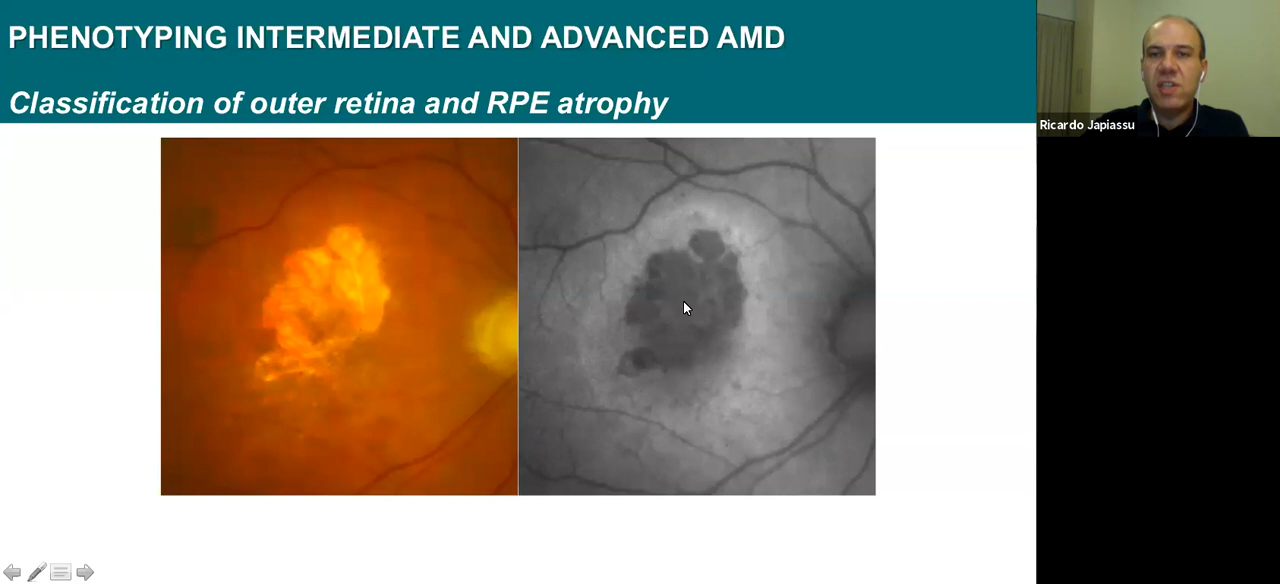 PHENOTYPING INTERMEDIATE AND ADVANCED AMD
Classification of outer retina and RPE atrophy
Ricardo Japiassu